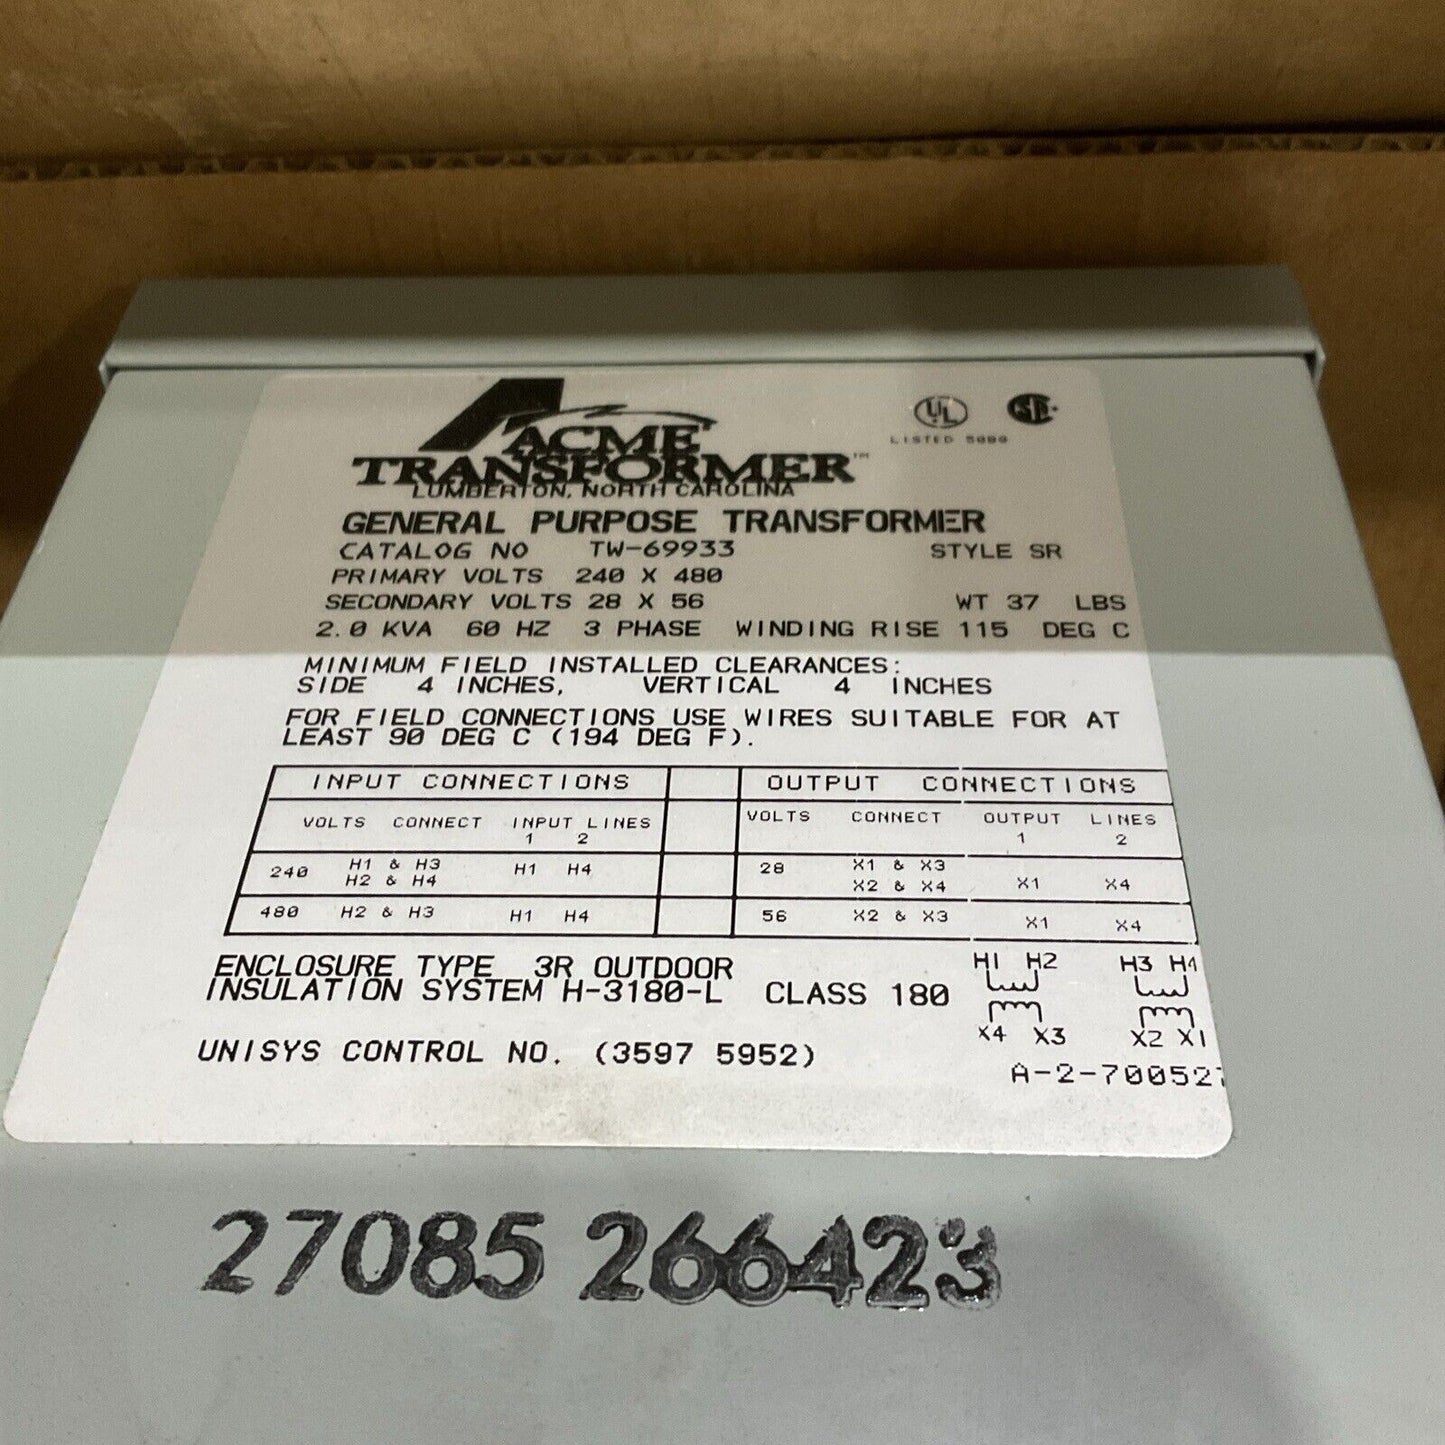 ACME
TRANSFORMER™
LUMBERTON, NORTH CAROLINA
UL
LISTED
GENERAL PURPOSE TRANSFORMER
CATALOG NO TW-69933 STYLE SR
PRIMARY VOLTS 240 X 480
SECONDARY VOLTS 28 X 56 WT 37 LBS
2.0 KVA 60 HZ 3 PHASE WINDING RISE 115 DEG C
MINIMUM FIELD INSTALLED CLEARANCES:
SIDE 4 INCHES, VERTICAL 4 INCHES
FOR FIELD CONNECTIONS USE WIRES SUITABLE FOR AT
LEAST 90 DEG C (194 DEG F).
INPUT CONNECTIONS OUTPUT CONNECTIONS
VOLTS CONNECT INPUT LINES VOLTS CONNECT OUTPUT LINES
1 2 1 2
240 H1 & H3 H1 H4 28 X1 & X3
H2 & H4 X2 & X4 X1 X4
480 H2 & H3 H1 H4 56 X2 & X3 X1 X4
ENCLOSURE TYPE 3R OUTDOOR H1 H2 H3 H4
INSULATION SYSTEM H-3180-L CLASS 180
X4 X3 X2 X1
UNISYS CONTROL NO. (3597 5952)
A-2-700527
27085 266423